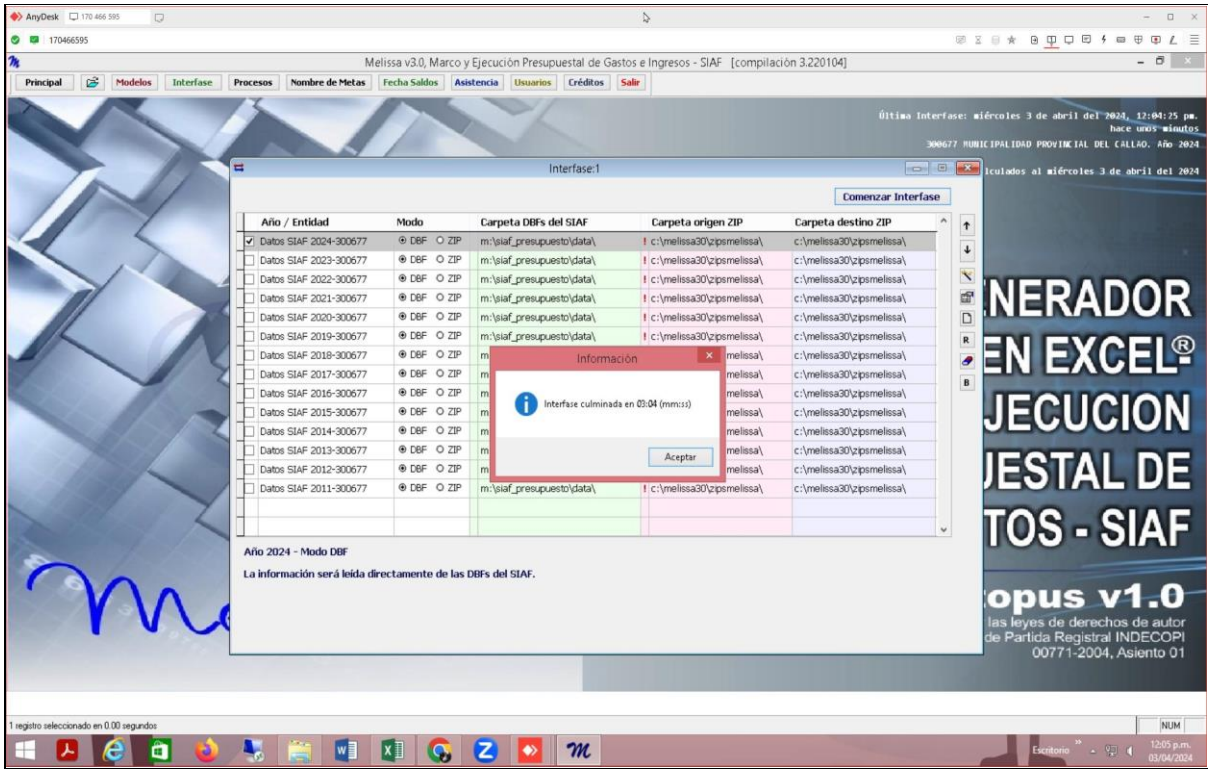 AnyDesk 170 466 595
170466595
Melissa v3.0, Marco y Ejecución Presupuestal de Gastos e Ingresos - SIAF [compilación 3.220104]
Principal Modelos Interfase Procesos Nombre de Metas Fecha Saldos Asistencia Usuarios Créditos Salir
Última Interfase: miércoles 3 de abril del 2024, 12:04:25 pm.
hace unos minutos
300677 MUNICIPALIDAD PROVINCIAL DEL CALLAO. Año 2024
lculados al miércoles 3 de abril del 2024
Interfase:1
Comenzar Interfase
Año / Entidad Modo Carpeta DBFs del SIAF Carpeta origen ZIP Carpeta destino ZIP
Datos SIAF 2024-300677 DBF ZIP m:\siaf_presupuesto\data\ ! c:\melissa30\zipsmelissa\ c:\melissa30\zipsmelissa\
Datos SIAF 2023-300677 DBF ZIP m:\siaf_presupuesto\data\ ! c:\melissa30\zipsmelissa\ c:\melissa30\zipsmelissa\
Datos SIAF 2022-300677 DBF ZIP m:\siaf_presupuesto\data\ ! c:\melissa30\zipsmelissa\ c:\melissa30\zipsmelissa\
Datos SIAF 2021-300677 DBF ZIP m:\siaf_presupuesto\data\ ! c:\melissa30\zipsmelissa\ c:\melissa30\zipsmelissa\
Datos SIAF 2020-300677 DBF ZIP m:\siaf_presupuesto\data\ ! c:\melissa30\zipsmelissa\ c:\melissa30\zipsmelissa\
Datos SIAF 2019-300677 DBF ZIP m:\siaf_presupuesto\data\ ! c:\melissa30\zipsmelissa\ c:\melissa30\zipsmelissa\
Datos SIAF 2018-300677 DBF ZIP m melissa\ c:\melissa30\zipsmelissa\
Datos SIAF 2017-300677 DBF ZIP m melissa\ c:\melissa30\zipsmelissa\
Datos SIAF 2016-300677 DBF ZIP m melissa\ c:\melissa30\zipsmelissa\
Datos SIAF 2015-300677 DBF ZIP m melissa\ c:\melissa30\zipsmelissa\
Datos SIAF 2014-300677 DBF ZIP m melissa\ c:\melissa30\zipsmelissa\
Datos SIAF 2013-300677 DBF ZIP m melissa\ c:\melissa30\zipsmelissa\
Datos SIAF 2012-300677 DBF ZIP m melissa\ c:\melissa30\zipsmelissa\
Datos SIAF 2011-300677 DBF ZIP m:\siaf_presupuesto\data\ ! c:\melissa30\zipsmelissa\ c:\melissa30\zipsmelissa\
R
B
Información
Interfase culminada en 03:04 (mm:ss)
Aceptar
Año 2024 - Modo DBF
La información será leída directamente de las DBFs del SIAF.
ENERADOR
EN EXCEL®
JECUCION
UESTAL DE
TOS - SIAF
opus v1.0
las leyes de derechos de autor
de Partida Registral INDECOPI
00771-2004, Asiento 01
1 registro seleccionado en 0.00 segundos
NUM
Escritorio
12:05 p.m.
03/04/2024